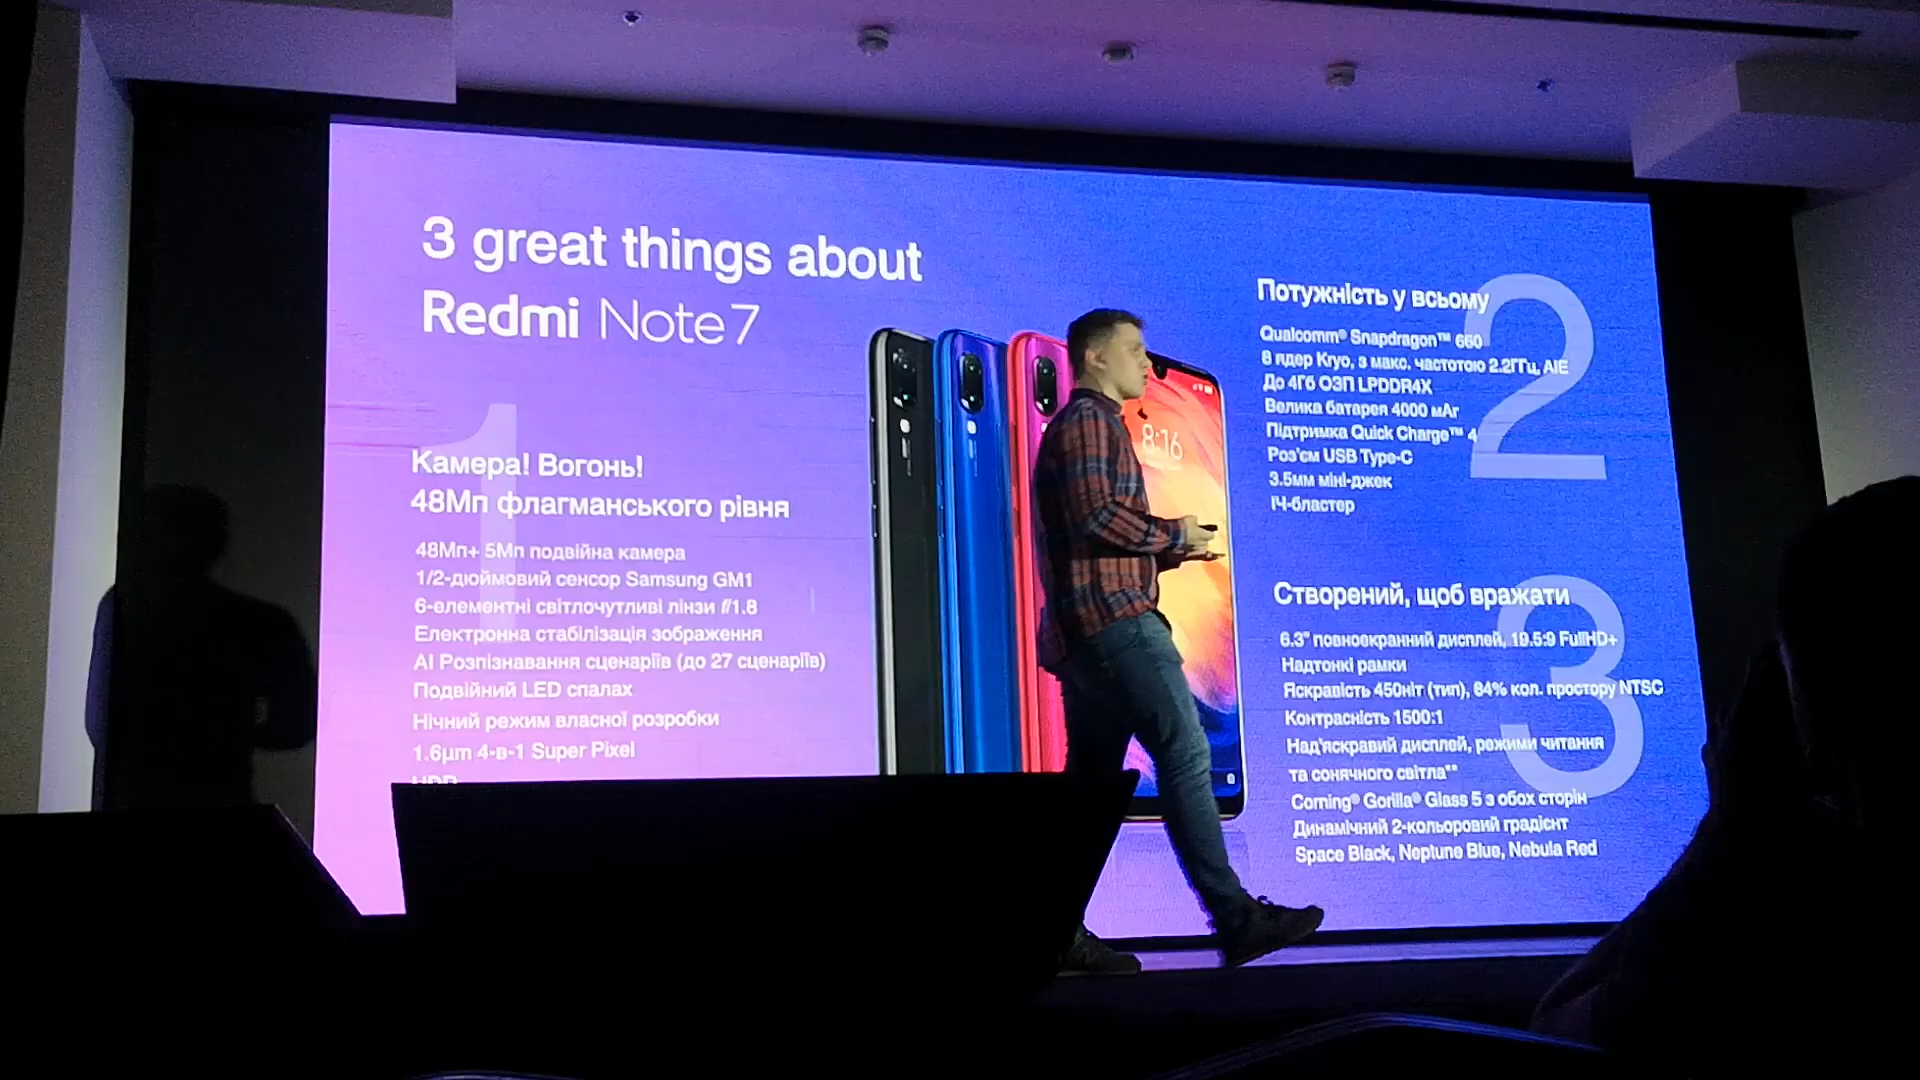 3 great things about
Redmi Note 7
1
Камера! Вогонь!
48Мп флагманського рівня
48Мп+ 5Мп подвійна камера
1/2-дюймовий сенсор Samsung GM1
6-елементні світлочутливі лінзи f/1.8
Електронна стабілізація зображення
AI Розпізнавання сценаріїв (до 27 сценаріїв)
Подвійний LED спалах
Нічний режим власної розробки
1.6μm 4-в-1 Super Pixel
HDR
8:16
2
Потужність у всьому
Qualcomm® Snapdragon™ 660
8 ядер Kryo, з макс. частотою 2.2ГГц, AIE
До 4Гб ОЗП LPDDR4X
Велика батарея 4000 мАг
Підтримка Quick Charge™ 4
Роз'єм USB Type-C
3.5мм міні-джек
ІЧ-бластер
3
Створений, щоб вражати
6.3" повноекранний дисплей, 19.5:9 FullHD+
Надтонкі рамки
Яскравість 450ніт (тип), 84% кол. простору NTSC
Контрасність 1500:1
Над'яскравий дисплей, режими читання
та сонячного світла**
Corning® Gorilla® Glass 5 з обох сторін
Динамічний 2-кольоровий градієнт
Space Black, Neptune Blue, Nebula Red